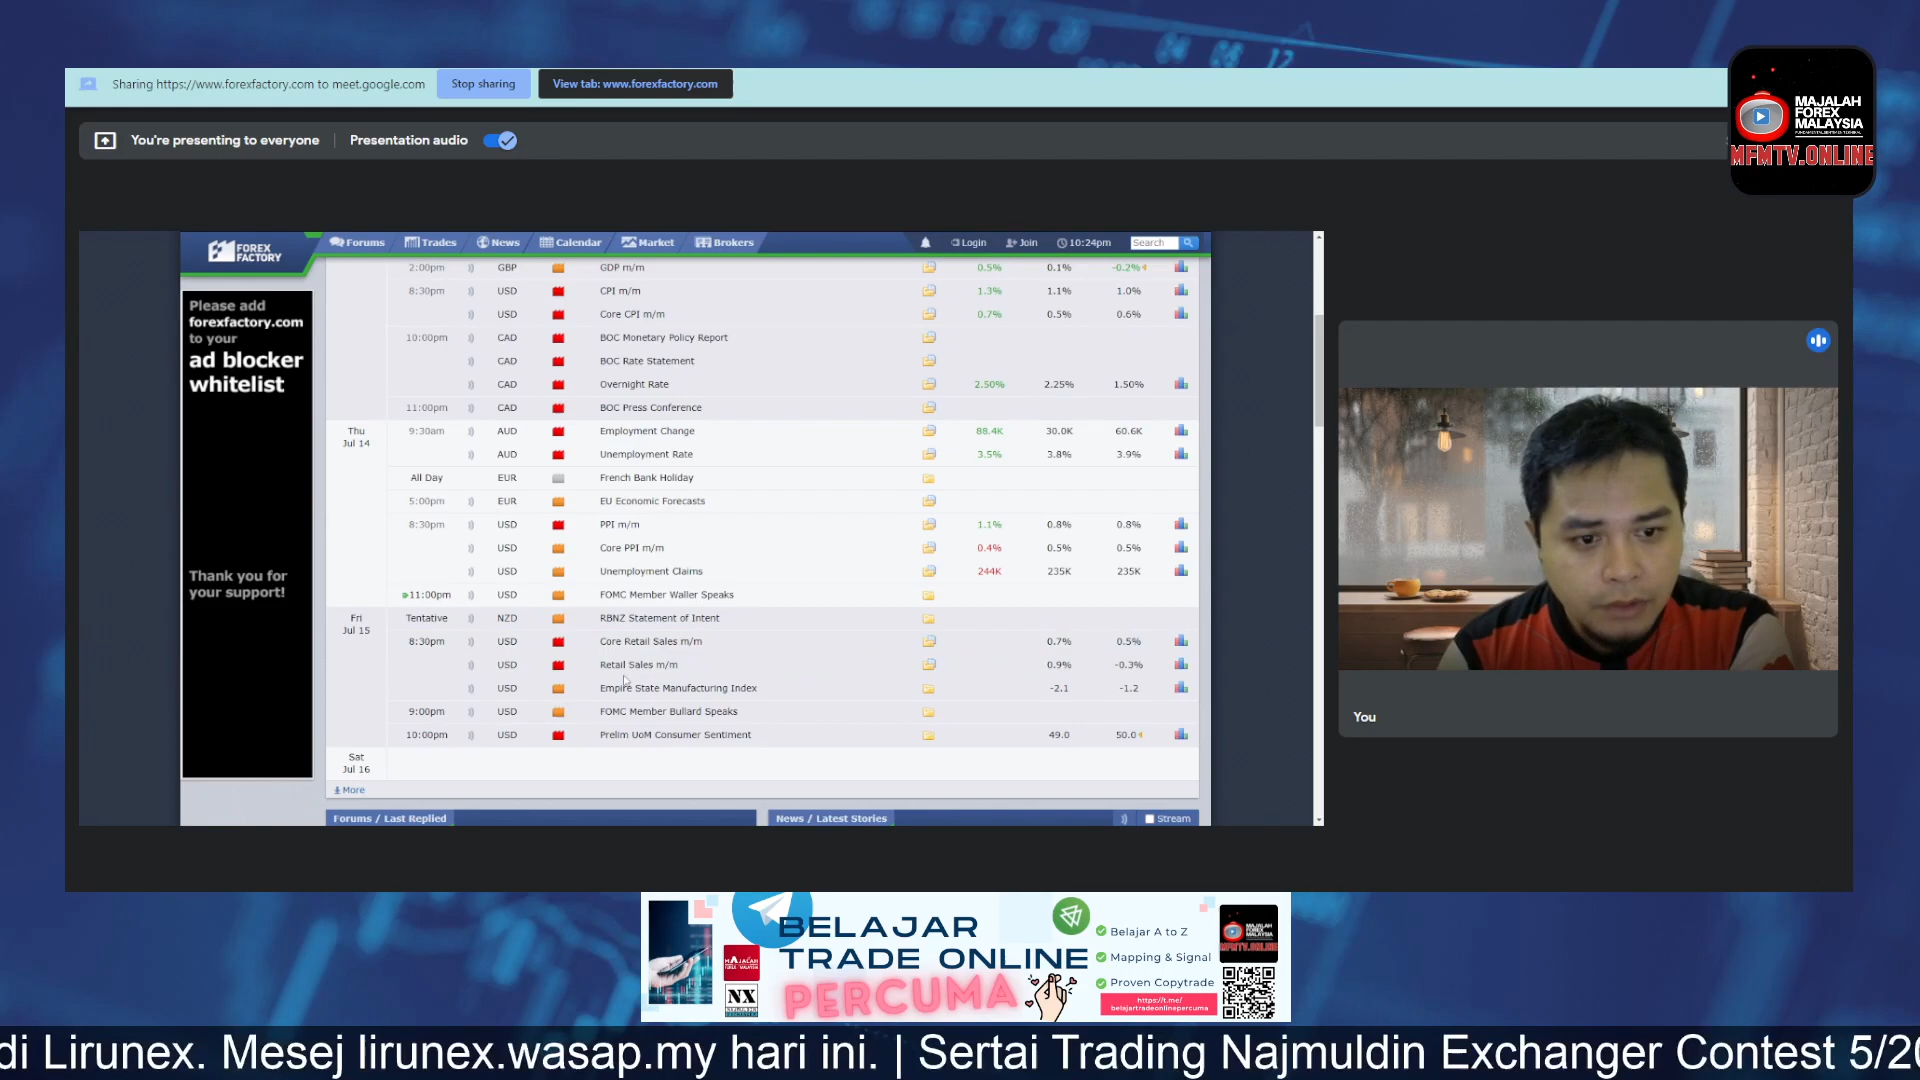 Sharing https://www.forexfactory.com to meet.google.com Stop sharing View tab: www.forexfactory.com
MAJALAH
FOREX
MALAYSIA
MFMTV.ONLINE
You're presenting to everyone Presentation audio
FOREX
FACTORY
Forums Trades News Calendar Market Brokers Login Join 10:24pm Search
2:00pm GBP GDP m/m 0.5% 0.1% -0.2%
8:30pm USD CPI m/m 1.3% 1.1% 1.0%
USD Core CPI m/m 0.7% 0.5% 0.6%
10:00pm CAD BOC Monetary Policy Report
CAD BOC Rate Statement
CAD Overnight Rate 2.50% 2.25% 1.50%
11:00pm CAD BOC Press Conference
Thu
Jul 14
9:30am AUD Employment Change 88.4K 30.0K 60.6K
AUD Unemployment Rate 3.5% 3.8% 3.9%
All Day EUR French Bank Holiday
5:00pm EUR EU Economic Forecasts
8:30pm USD PPI m/m 1.1% 0.8% 0.8%
USD Core PPI m/m 0.4% 0.5% 0.5%
USD Unemployment Claims 244K 235K 235K
11:00pm USD FOMC Member Waller Speaks
Fri
Jul 15
Tentative NZD RBNZ Statement of Intent
8:30pm USD Core Retail Sales m/m 0.7% 0.5%
USD Retail Sales m/m 0.9% -0.3%
USD Empire State Manufacturing Index -2.1 -1.2
9:00pm USD FOMC Member Bullard Speaks
10:00pm USD Prelim UoM Consumer Sentiment 49.0 50.0
Sat
Jul 16
More
Forums / Last Replied News / Latest Stories Stream
Please add
forexfactory.com
to your
ad blocker
whitelist
Thank you for
your support!
You
BELAJAR
TRADE ONLINE
PERCUMA
NX
Belajar A to Z
Mapping & Signal
Proven Copytrade
https://t.me/
belajartradeonlinepercuma
MAJALAH
FOREX
MALAYSIA
MFMTV.ONLINE
di Lirunex. Mesej lirunex.wasap.my hari ini. | Sertai Trading Najmuldin Exchanger Contest 5/20